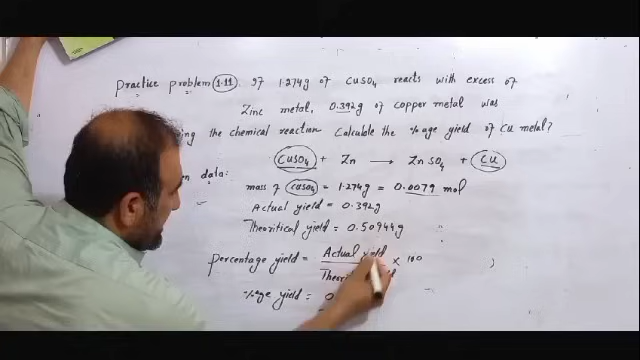 Practice problem 1.11 If 1.274g of CuSO4 reacts with excess of
Zinc metal, 0.392g of copper metal was
the chemical reaction Calculate the %age yield of Cu metal?
CuSO4 + Zn → ZnSO4 + Cu
data:
mass of CuSO4 = 1.274g = 0.0079 mol
Actual yield = 0.392g
Theoritical yield = 0.50944g
Percentage yield = Actual yield × 100
%age yield = 0